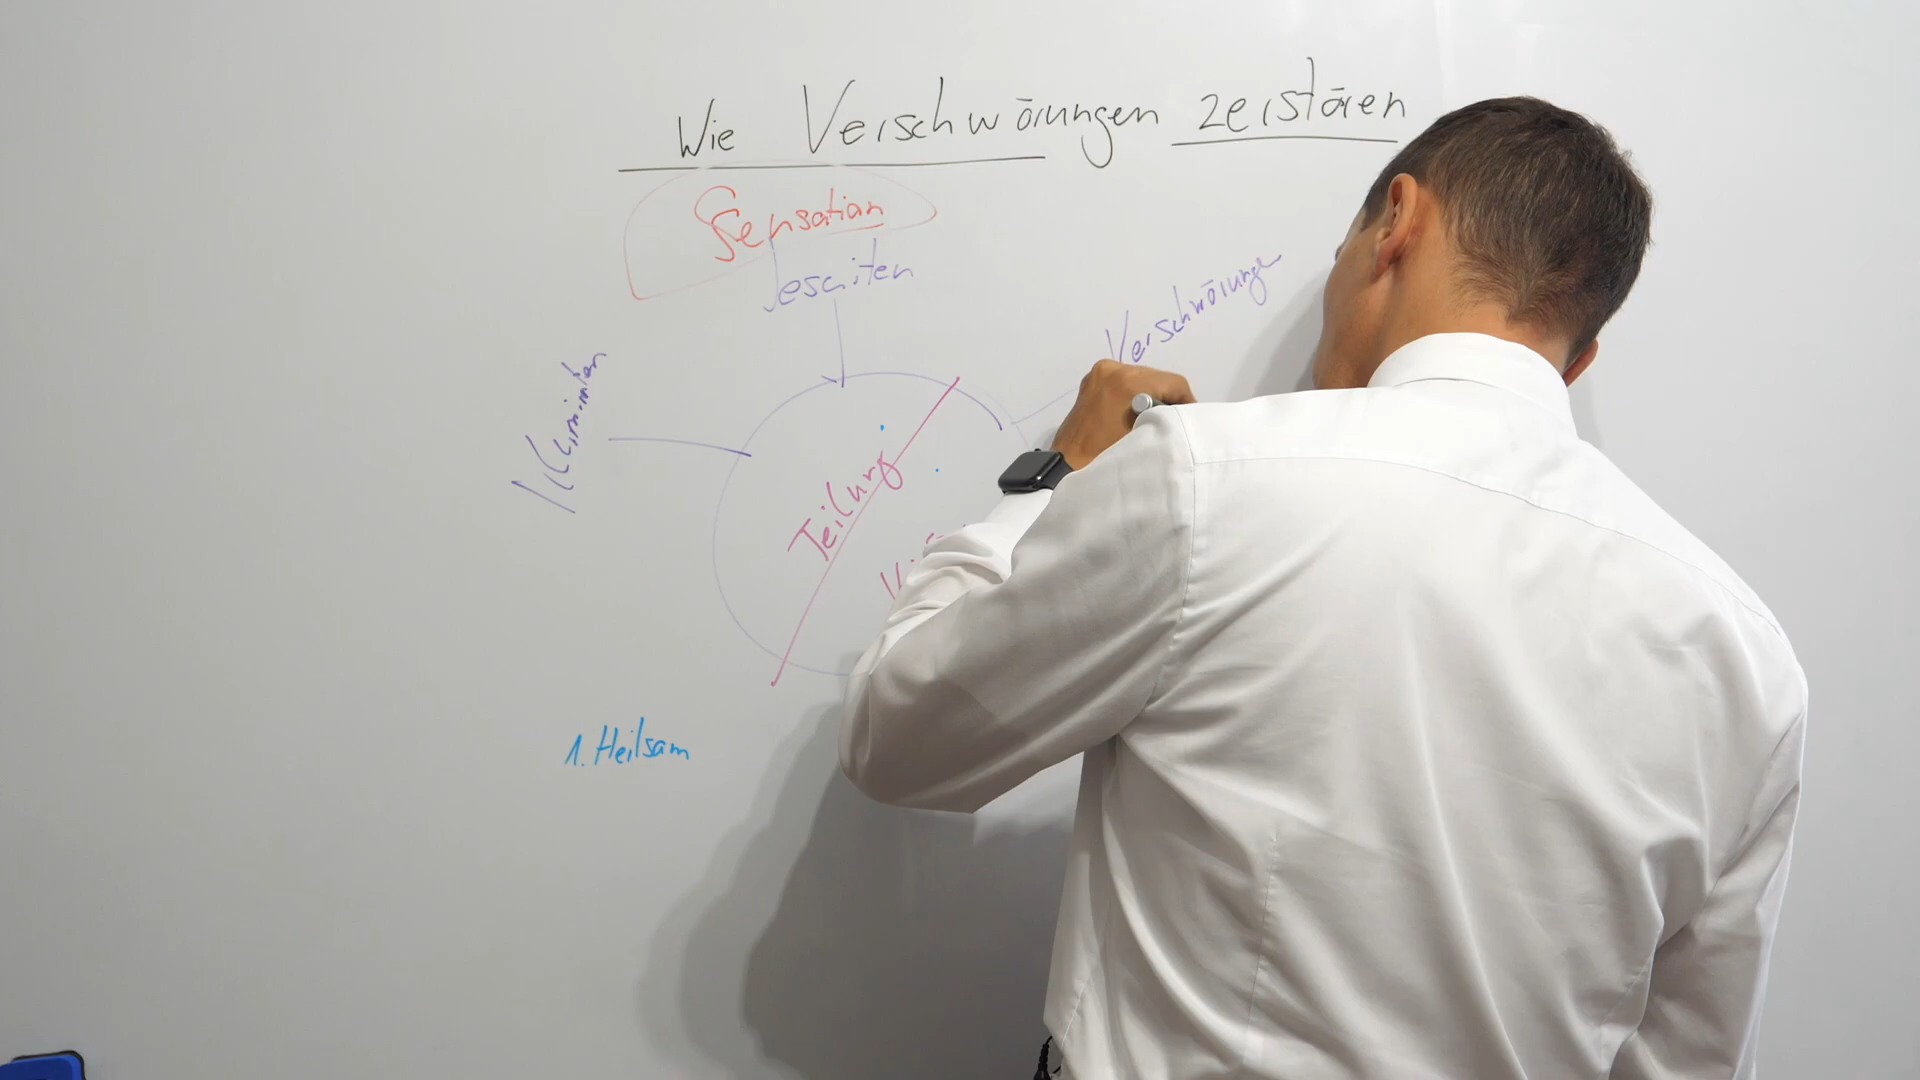 Wie Verschwörungen zerstören
Sensation
Jesuiten
Verschwörunge
Illuminaten
Teilung
1. Heilsam